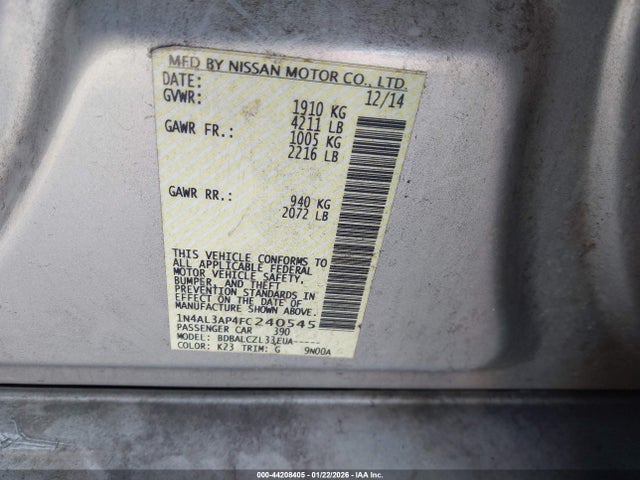 MFD BY NISSAN MOTOR CO., LTD.
DATE: 12/14
GVWR: 1910 KG
4211 LB
GAWR FR.: 1005 KG
2216 LB
GAWR RR.: 940 KG
2072 LB
THIS VEHICLE CONFORMS TO
ALL APPLICABLE FEDERAL
MOTOR VEHICLE SAFETY,
BUMPER, AND THEFT
PREVENTION STANDARDS IN
EFFECT ON THE DATE OF
MANUFACTURE SHOWN ABOVE.
1N4AL3AP4FC240545
PASSENGER CAR 390
MODEL: BDBALCZL33EUA-----
COLOR: K23 TRIM: G 9N00A
000-44208405 | 01/22/2026 | IAA Inc.